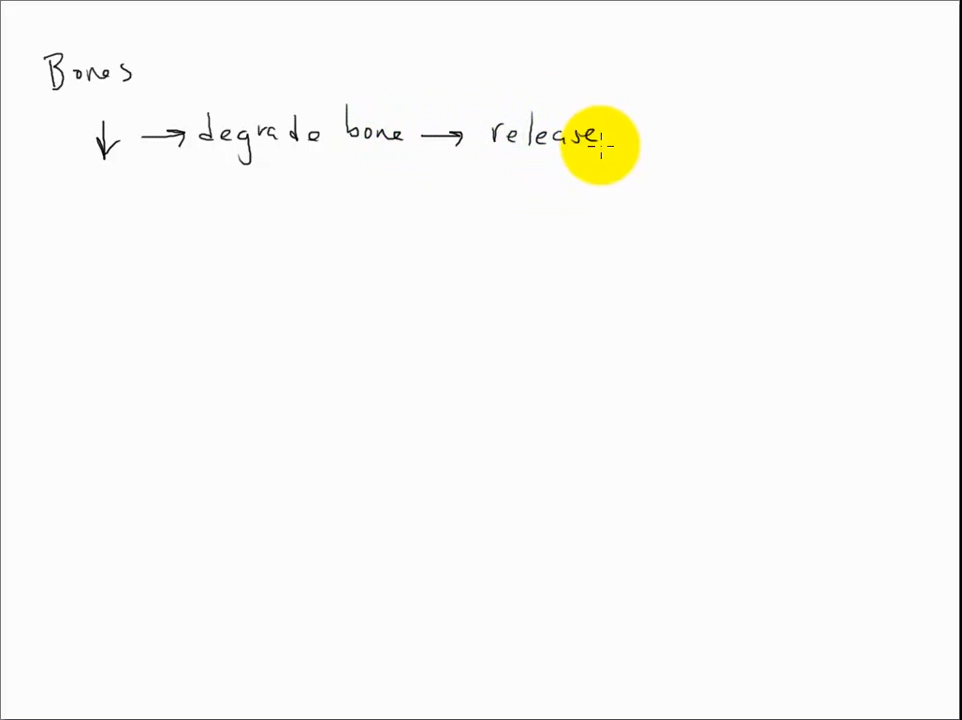 Bones
↓ → degrade bone → release